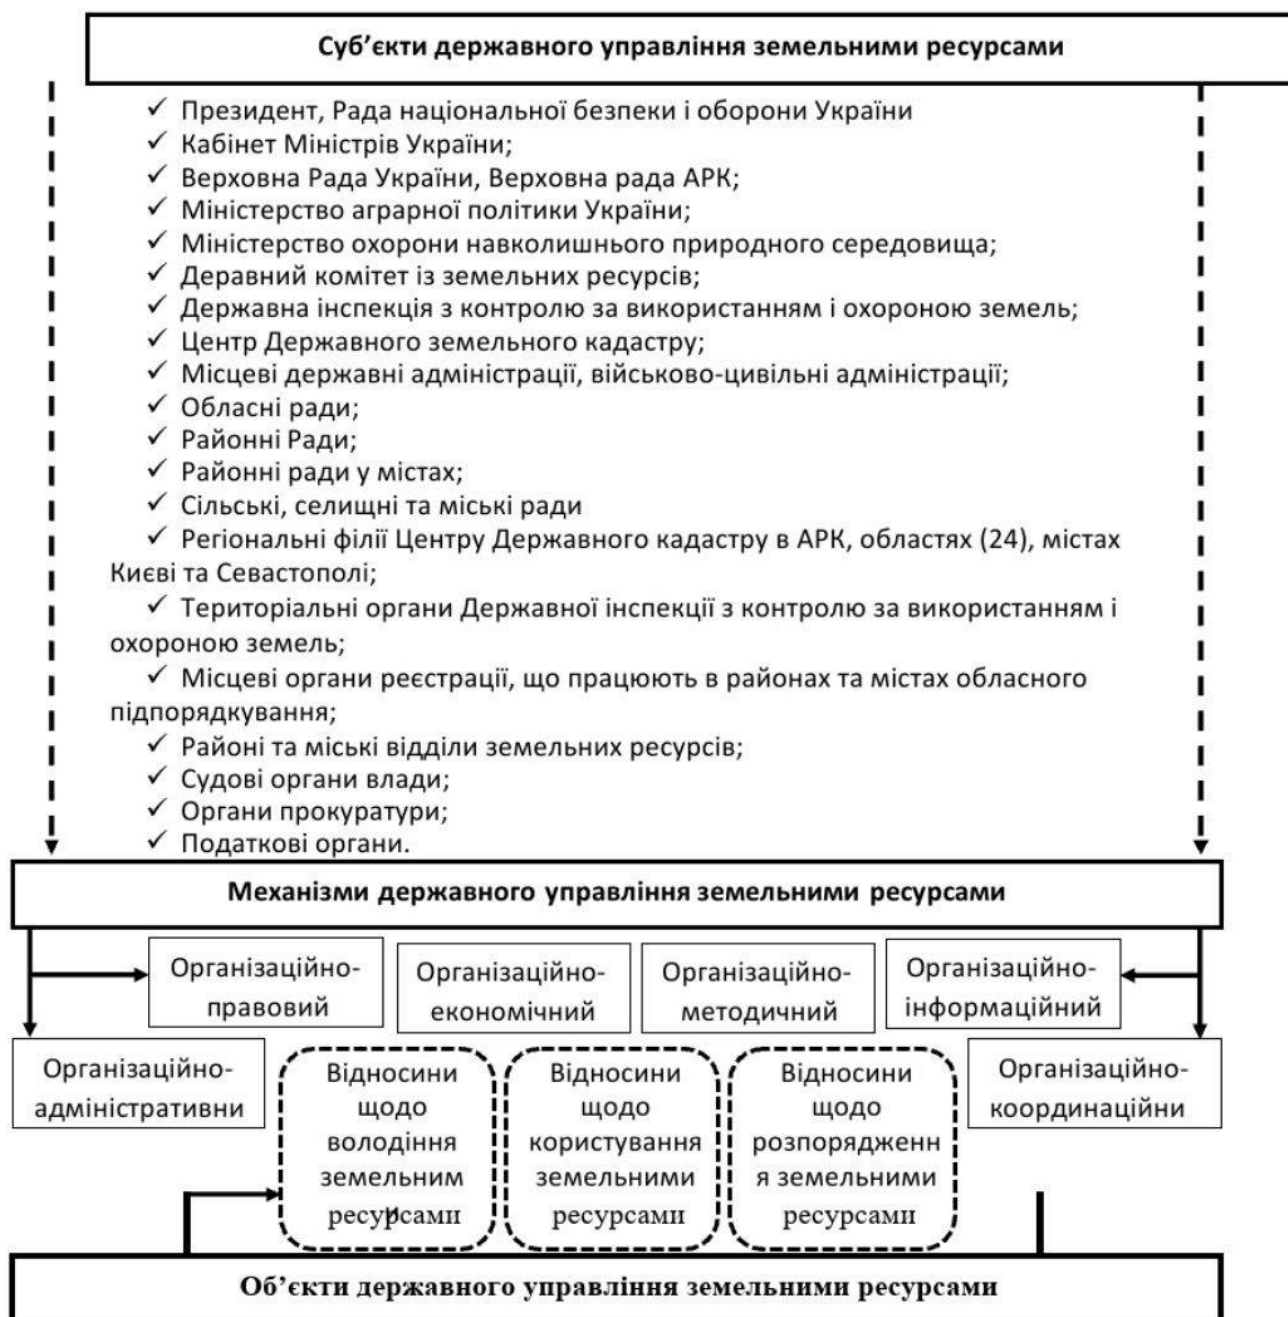 Суб’єкти державного управління земельними ресурсами
✓ Президент, Рада національної безпеки і оборони України
✓ Кабінет Міністрів України;
✓ Верховна Рада України, Верховна рада АРК;
✓ Міністерство аграрної політики України;
✓ Міністерство охорони навколишнього природного середовища;
✓ Деравний комітет із земельних ресурсів;
✓ Державна інспекція з контролю за використанням і охороною земель;
✓ Центр Державного земельного кадастру;
✓ Місцеві державні адміністрації, військово-цивільні адміністрації;
✓ Обласні ради;
✓ Районні Ради;
✓ Районні ради у містах;
✓ Сільські, селищні та міські ради
✓ Регіональні філії Центру Державного кадастру в АРК, областях (24), містах
Києві та Севастополі;
✓ Територіальні органи Державної інспекції з контролю за використанням і
охороною земель;
✓ Місцеві органи реєстрації, що працюють в районах та містах обласного
підпорядкування;
✓ Районі та міські відділи земельних ресурсів;
✓ Судові органи влади;
✓ Органи прокуратури;
✓ Податкові органи.
Механізми державного управління земельними ресурсами
Організаційно-
правовий
Організаційно-
економічний
Організаційно-
методичний
Організаційно-
інформаційний
Організаційно-
адміністративни
Відносини
щодо
володіння
земельним
и
ресурсами
Відносини
щодо
користування
земельними
ресурсами
Відносини
щодо
розпорядженн
я земельними
ресурсами
Організаційно-
координаційни
Об’єкти державного управління земельними ресурсами